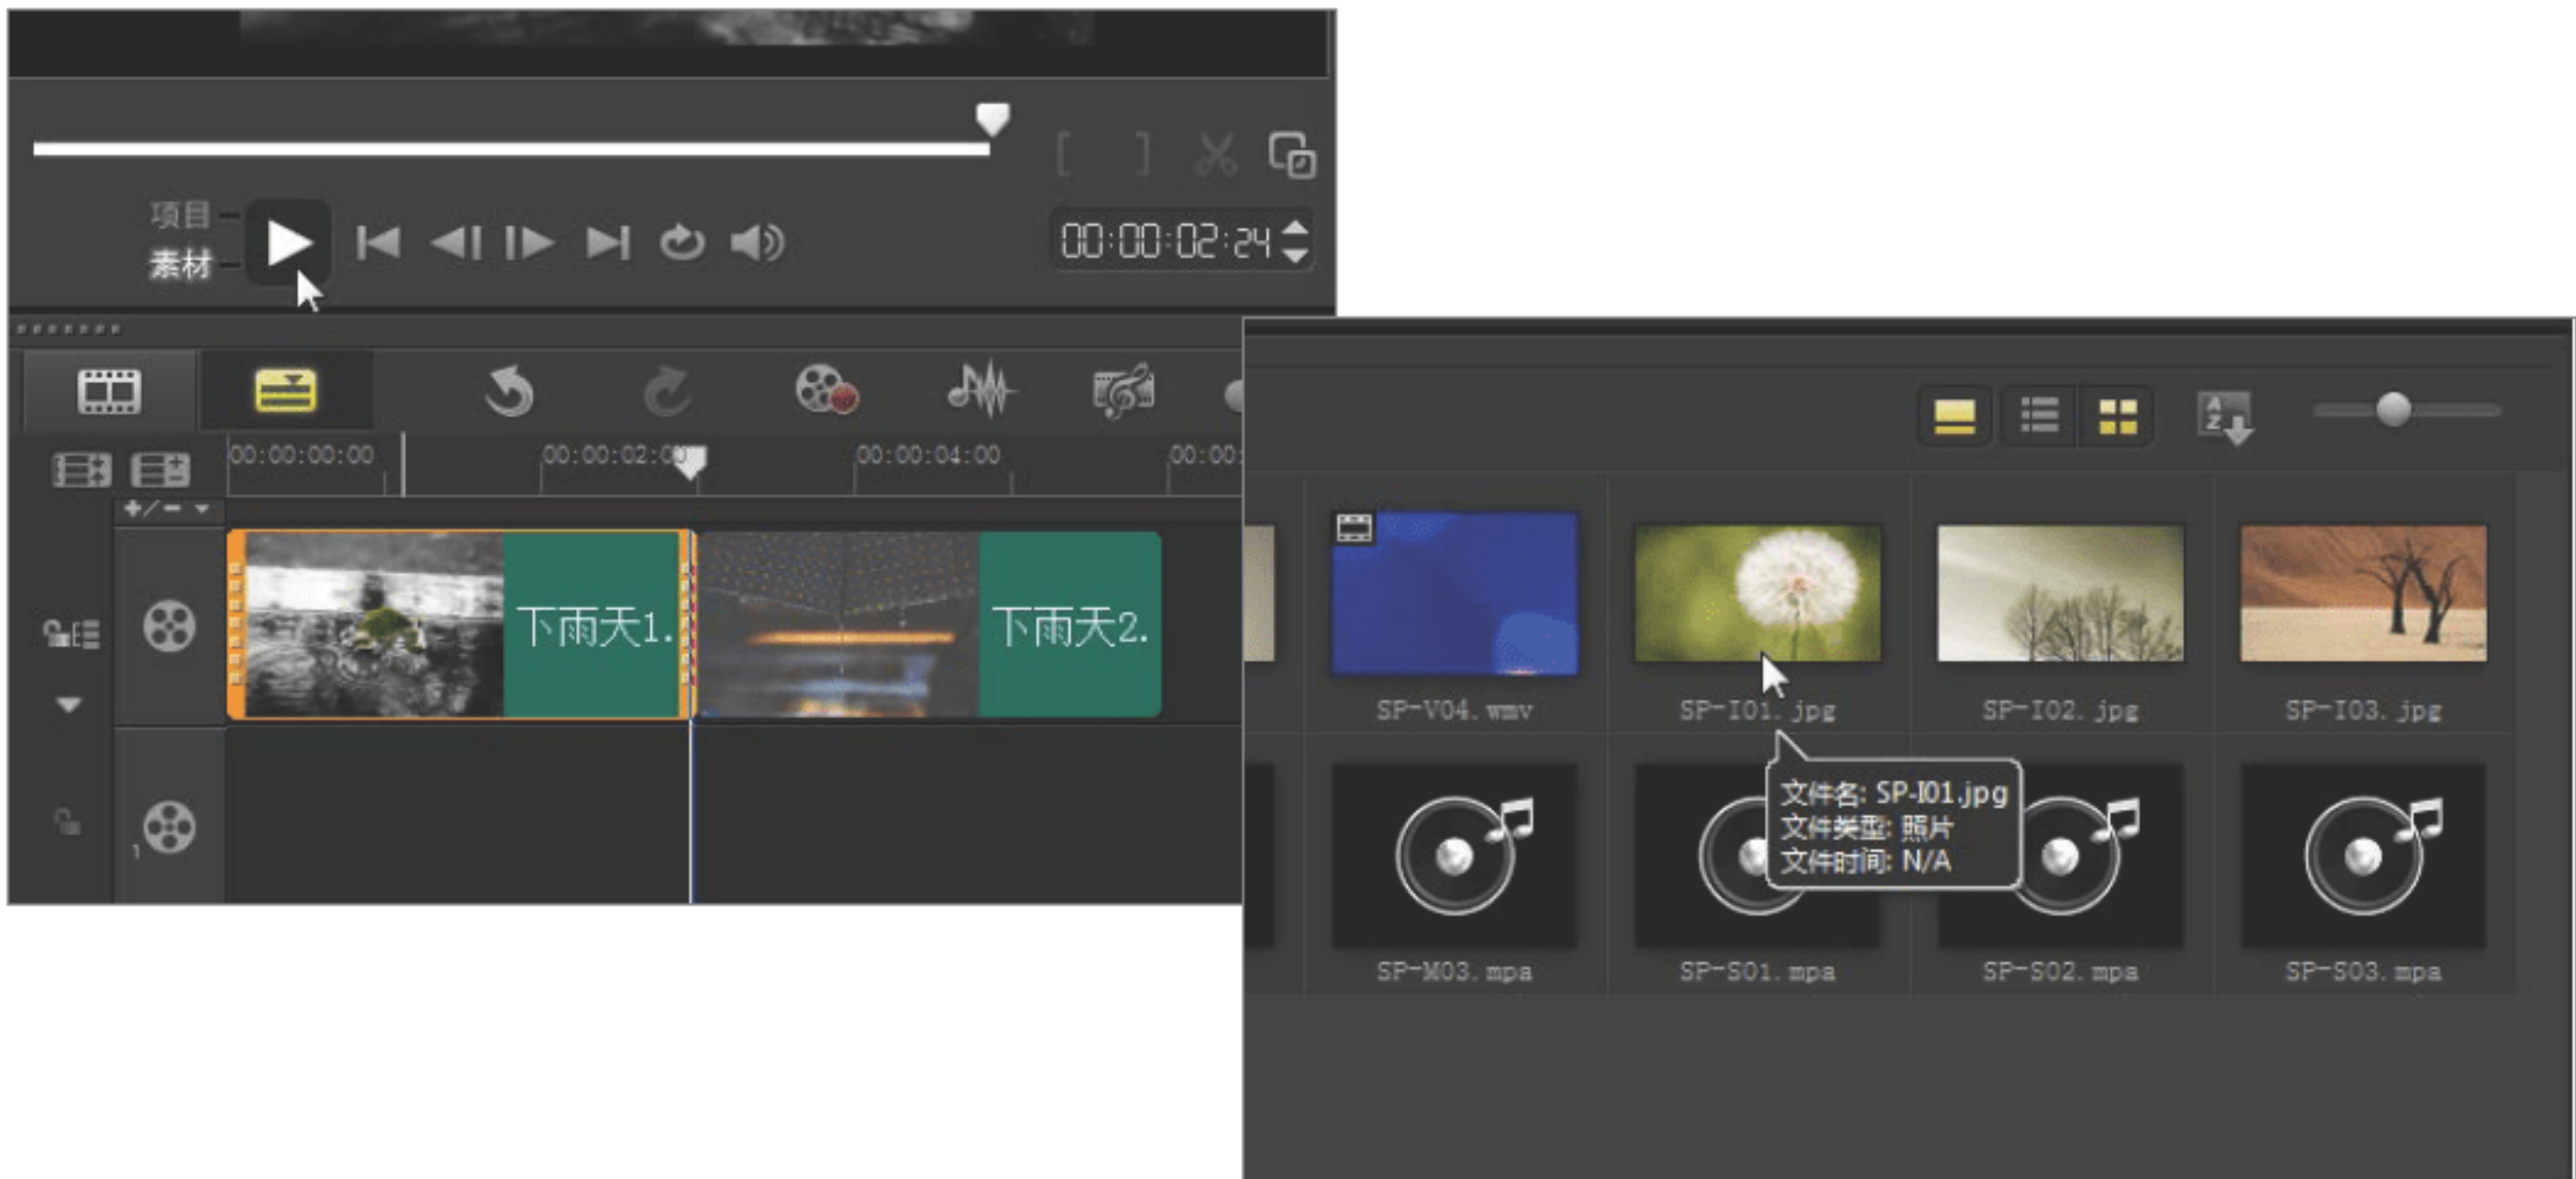 项目
素材
00:00:02:24
00:00:00:00
00:00:02:00
00:00:04:00
00:00:
+/-
下雨天1.
下雨天2.
1
A
Z
SP-V04.wmv
SP-I01.jpg
SP-I02.jpg
SP-I03.jpg
文件名: SP-I01.jpg
文件类型: 照片
文件时间: N/A
SP-M03.mpa
SP-S01.mpa
SP-S02.mpa
SP-S03.mpa